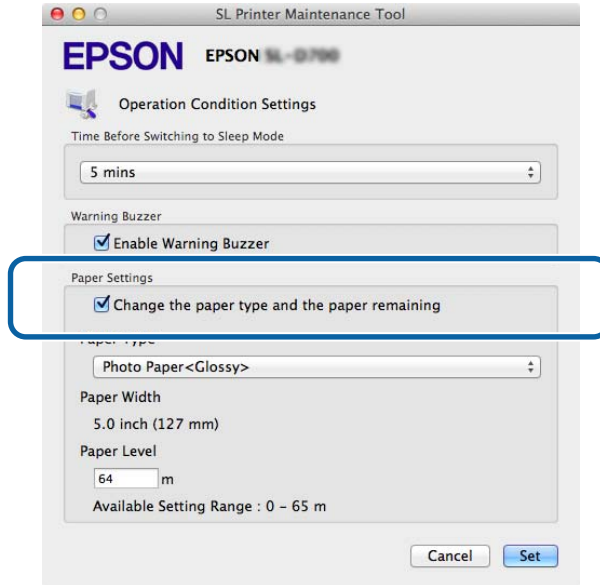 SL Printer Maintenance Tool
EPSON EPSON
Operation Condition Settings
Time Before Switching to Sleep Mode
5 mins
Warning Buzzer
Enable Warning Buzzer
Paper Settings
Change the paper type and the paper remaining
Paper Type
Photo Paper<Glossy>
Paper Width
5.0 inch (127 mm)
Paper Level
64 m
Available Setting Range : 0 – 65 m
Cancel Set